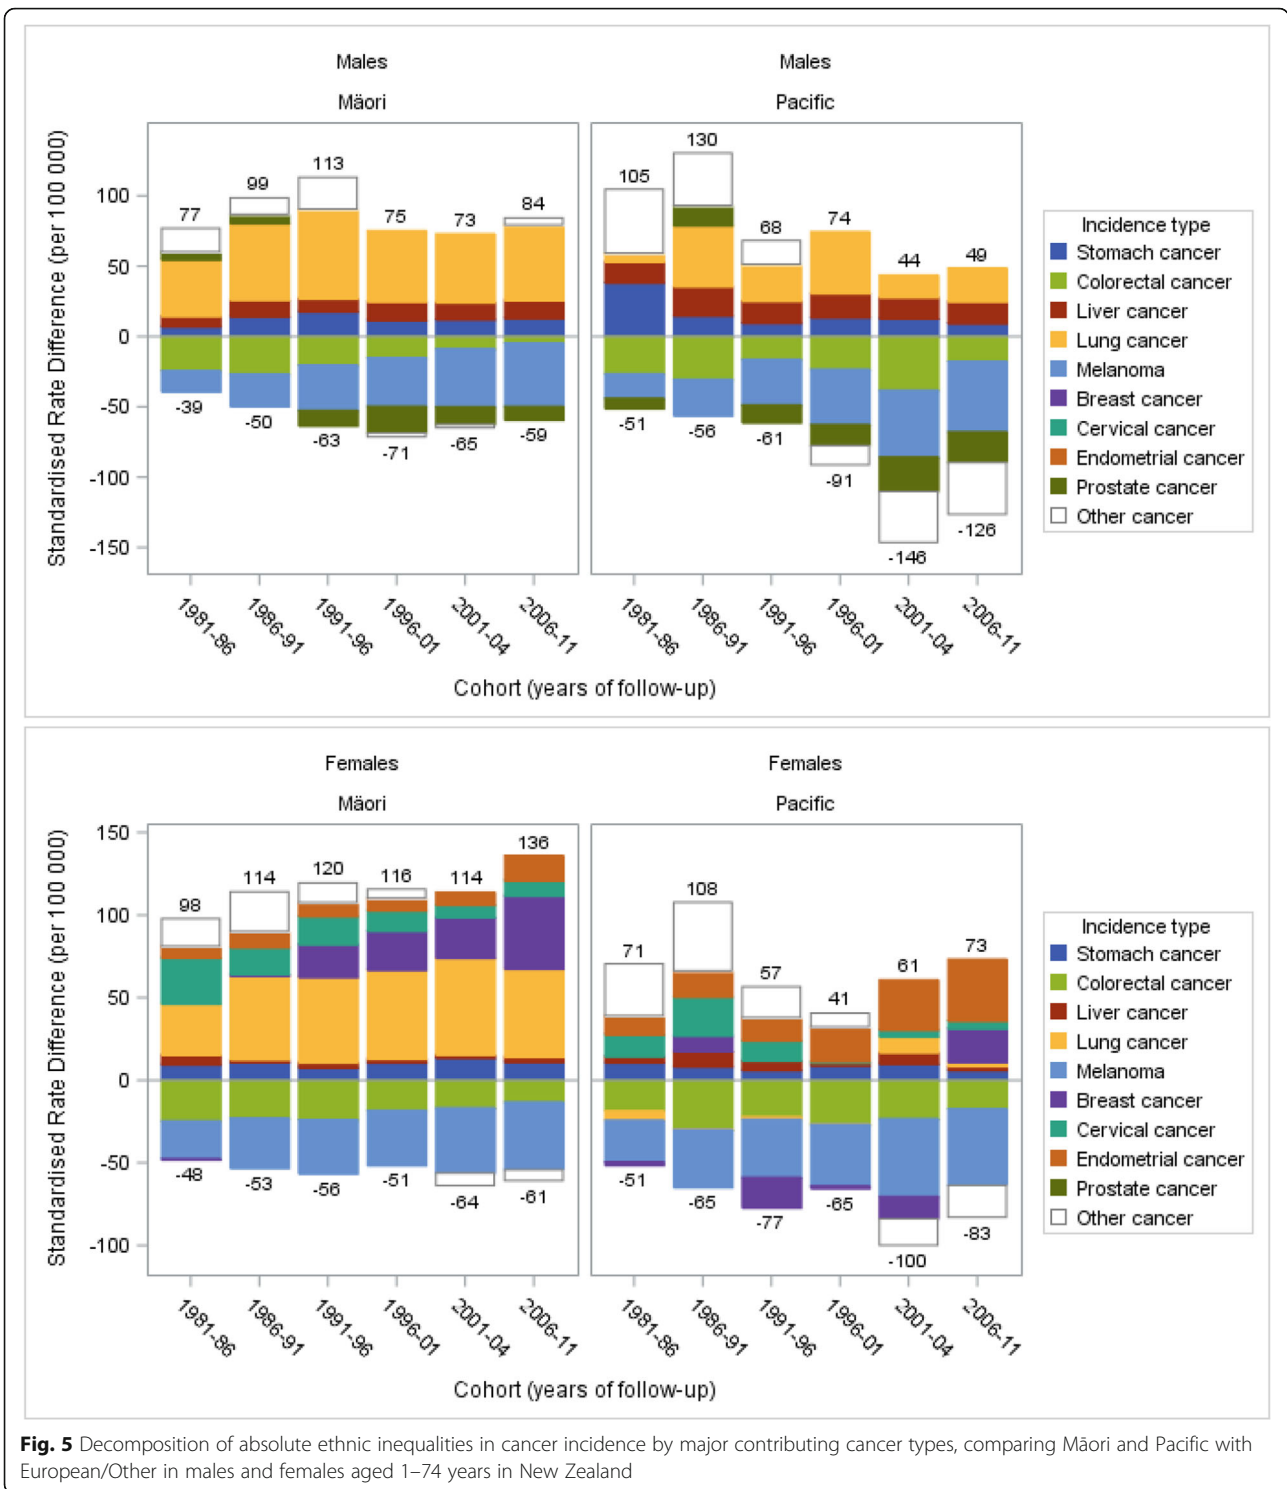 Males
Mäori
Males
Pacific
Standardised Rate Difference (per 100 000)
100
50
0
-50
-100
-150
77
99
113
75
73
84
-39
-50
-63
-71
-65
-59
105
130
68
74
44
49
-51
-56
-61
-91
-146
-126
1981-86
1986-91
1991-96
1996-01
2001-04
2006-11
1981-86
1986-91
1991-96
1996-01
2001-04
2006-11
Cohort (years of follow-up)
Incidence type
Stomach cancer
Colorectal cancer
Liver cancer
Lung cancer
Melanoma
Breast cancer
Cervical cancer
Endometrial cancer
Prostate cancer
Other cancer
Females
Mäori
Females
Pacific
Standardised Rate Difference (per 100 000)
150
100
50
0
-50
-100
98
114
120
116
114
136
-48
-53
-56
-51
-64
-61
71
108
57
41
61
73
-51
-65
-77
-65
-100
-83
1981-86
1986-91
1991-96
1996-01
2001-04
2006-11
1981-86
1986-91
1991-96
1996-01
2001-04
2006-11
Cohort (years of follow-up)
Incidence type
Stomach cancer
Colorectal cancer
Liver cancer
Lung cancer
Melanoma
Breast cancer
Cervical cancer
Endometrial cancer
Prostate cancer
Other cancer
Fig. 5 Decomposition of absolute ethnic inequalities in cancer incidence by major contributing cancer types, comparing Māori and Pacific with
European/Other in males and females aged 1–74 years in New Zealand